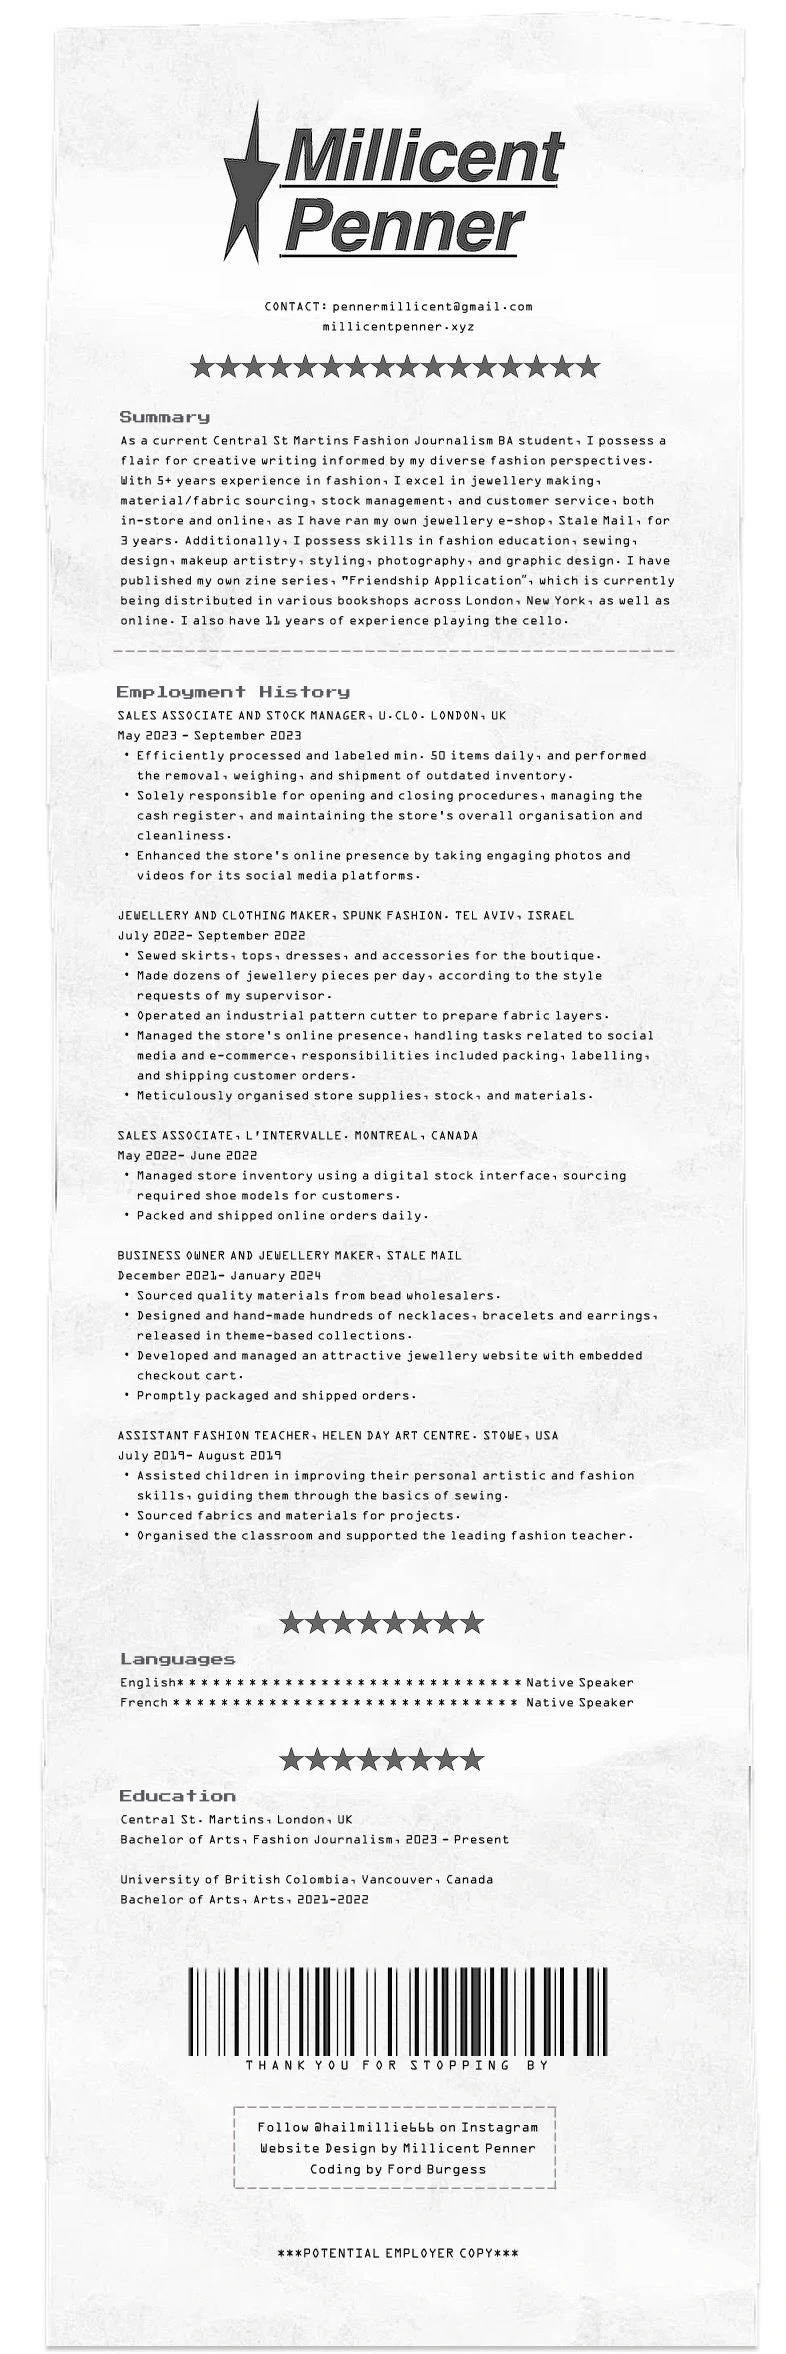 Millicent
Penner
CONTACT: pennermillicent@gmail.com
millicentpenner.xyz
Summary
As a current Central St Martins Fashion Journalism BA student, I possess a
flair for creative writing informed by my diverse fashion perspectives.
With 5+ years experience in fashion, I excel in jewellery making,
material/fabric sourcing, stock management, and customer service, both
in-store and online, as I have ran my own jewellery e-shop, Stale Mail, for
3 years. Additionally, I possess skills in fashion education, sewing,
design, makeup artistry, styling, photography, and graphic design. I have
published my own zine series, "Friendship Application", which is currently
being distributed in various bookshops across London, New York, as well as
online. I also have 11 years of experience playing the cello.
Employment History
SALES ASSOCIATE AND STOCK MANAGER, U.CLO. LONDON, UK
May 2023 - September 2023
• Efficiently processed and labeled min. 50 items daily, and performed
the removal, weighing, and shipment of outdated inventory.
• Solely responsible for opening and closing procedures, managing the
cash register, and maintaining the store's overall organisation and
cleanliness.
• Enhanced the store's online presence by taking engaging photos and
videos for its social media platforms.
JEWELLERY AND CLOTHING MAKER, SPUNK FASHION. TEL AVIV, ISRAEL
July 2022- September 2022
• Sewed skirts, tops, dresses, and accessories for the boutique.
• Made dozens of jewellery pieces per day, according to the style
requests of my supervisor.
• Operated an industrial pattern cutter to prepare fabric layers.
• Managed the store's online presence, handling tasks related to social
media and e-commerce, responsibilities included packing, labelling,
and shipping customer orders.
• Meticulously organised store supplies, stock, and materials.
SALES ASSOCIATE, L'INTERVALLE. MONTREAL, CANADA
May 2022- June 2022
• Managed store inventory using a digital stock interface, sourcing
required shoe models for customers.
• Packed and shipped online orders daily.
BUSINESS OWNER AND JEWELLERY MAKER, STALE MAIL
December 2021- January 2024
• Sourced quality materials from bead wholesalers.
• Designed and hand-made hundreds of necklaces, bracelets and earrings,
released in theme-based collections.
• Developed and managed an attractive jewellery website with embedded
checkout cart.
• Promptly packaged and shipped orders.
ASSISTANT FASHION TEACHER, HELEN DAY ART CENTRE. STOWE, USA
July 2019- August 2019
• Assisted children in improving their personal artistic and fashion
skills, guiding them through the basics of sewing.
• Sourced fabrics and materials for projects.
• Organised the classroom and supported the leading fashion teacher.
Languages
English* * * * * * * * * * * * * * * * * * * * * * * * * * * * * Native Speaker
French * * * * * * * * * * * * * * * * * * * * * * * * * * * * * Native Speaker
Education
Central St. Martins, London, UK
Bachelor of Arts, Fashion Journalism, 2023 - Present
University of British Colombia, Vancouver, Canada
Bachelor of Arts, Arts, 2021-2022
THANK YOU FOR STOPPING BY
Follow @hailmillie666 on Instagram
Website Design by Millicent Penner
Coding by Ford Burgess
***POTENTIAL EMPLOYER COPY***